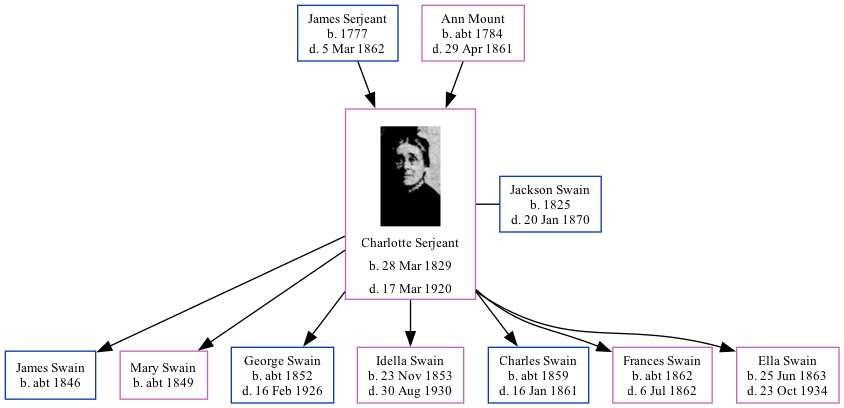 James Serjeant
b. 1777
d. 5 Mar 1862
Ann Mount
b. abt 1784
d. 29 Apr 1861
Charlotte Serjeant
b. 28 Mar 1829
d. 17 Mar 1920
Jackson Swain
b. 1825
d. 20 Jan 1870
James Swain
b. abt 1846
Mary Swain
b. abt 1849
George Swain
b. abt 1852
d. 16 Feb 1926
Idella Swain
b. 23 Nov 1853
d. 30 Aug 1930
Charles Swain
b. abt 1859
d. 16 Jan 1861
Frances Swain
b. abt 1862
d. 6 Jul 1862
Ella Swain
b. 25 Jun 1863
d. 23 Oct 1934